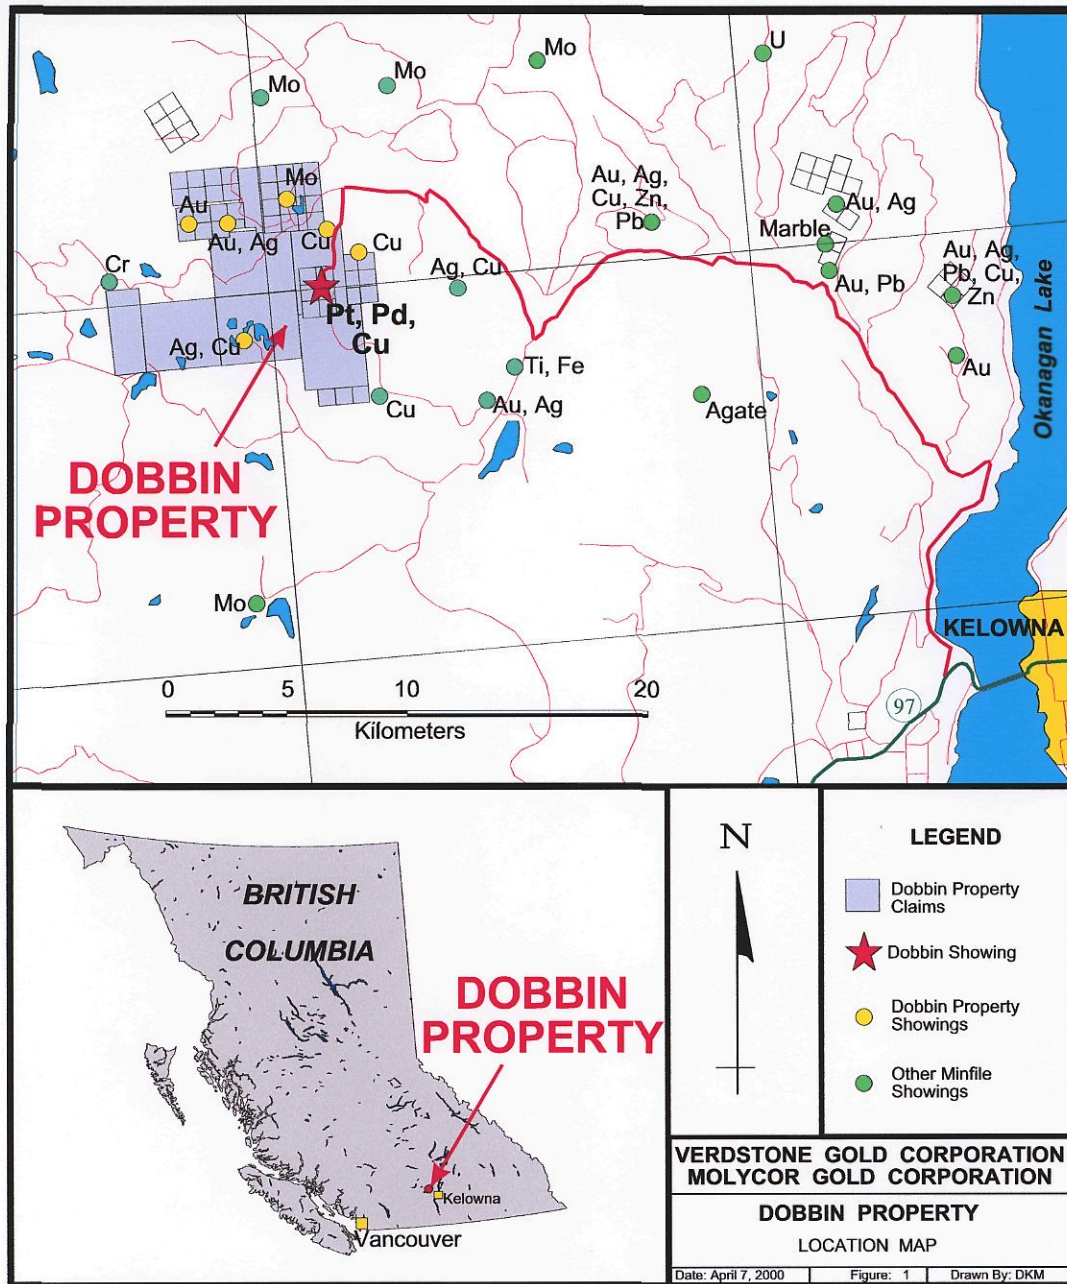 U
Mo
Mo
Mo
Au, Ag,
Cu, Zn,
Pb
Mo
Au
Au, Ag
Cu
Cu
Au, Ag
Marble
Au, Pb
Au, Ag,
Pb, Cu,
Zn
Cr
Ag, Cu
Pt, Pd,
Cu
Ag, Cu
Ti, Fe
Au
Cu
Au, Ag
Agate
Okanagan Lake
DOBBIN
PROPERTY
Mo
KELOWNA
0 5 10 20
Kilometers
97
BRITISH
COLUMBIA
DOBBIN
PROPERTY
Kelowna
Vancouver
N
LEGEND
Dobbin Property
Claims
Dobbin Showing
Dobbin Property
Showings
Other Minfile
Showings
VERDSTONE GOLD CORPORATION
MOLYCOR GOLD CORPORATION
DOBBIN PROPERTY
LOCATION MAP
Date: April 7, 2000 Figure: 1 Drawn By: DKM